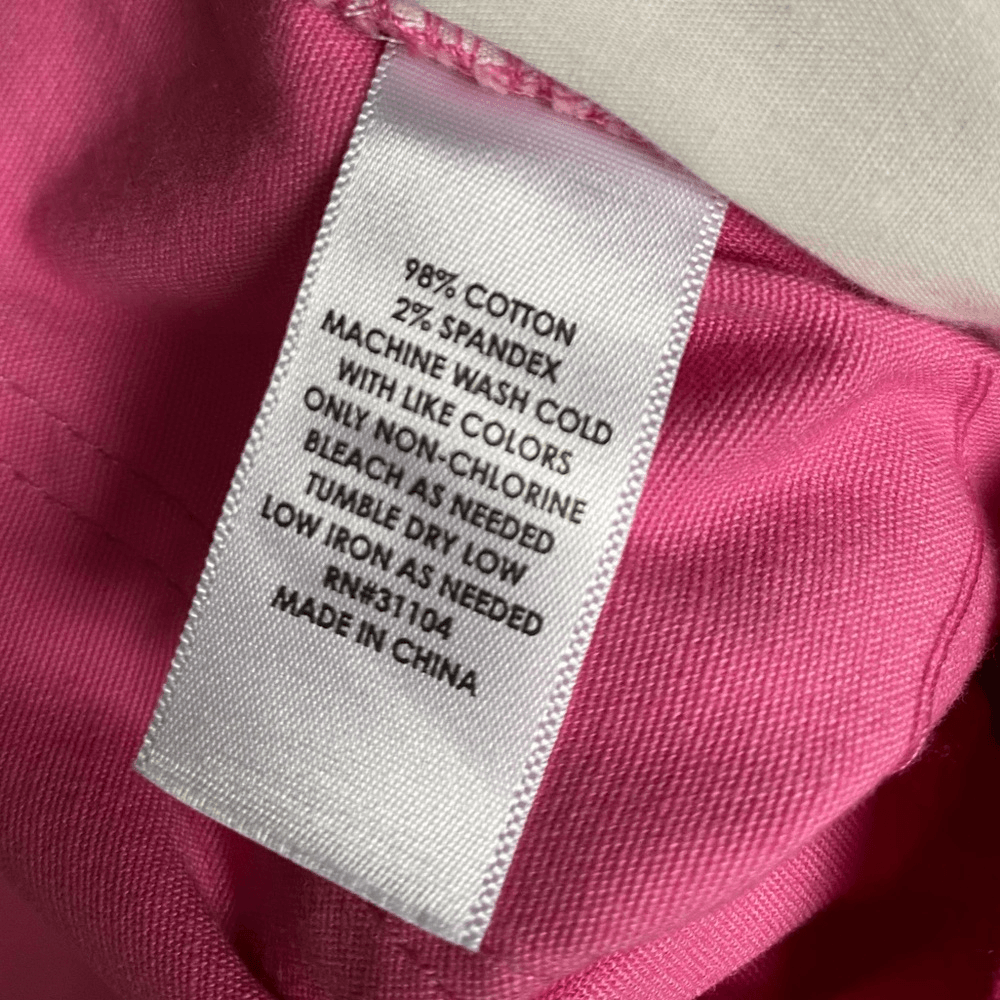 98% COTTON
2% SPANDEX
MACHINE WASH COLD
WITH LIKE COLORS
ONLY NON-CHLORINE
BLEACH AS NEEDED
TUMBLE DRY LOW
LOW IRON AS NEEDED
RN#31104
MADE IN CHINA